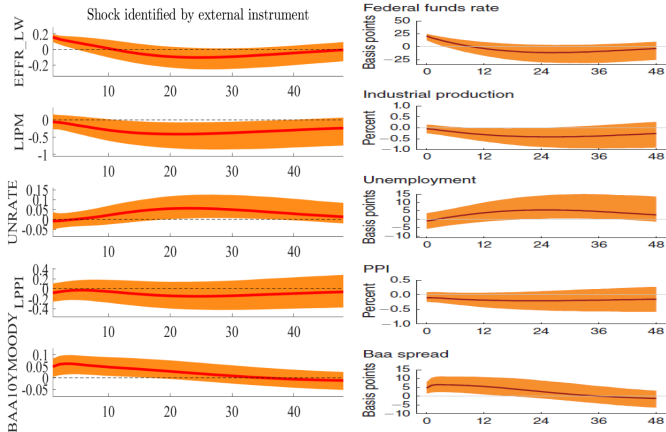 Shock identified by external instrument
EFFR_LW
0.2
0
-0.2
10 20 30 40
LIPM
0
-0.5
-1
10 20 30 40
UNRATE
0.15
0.05
0
-0.05
10 20 30 40
LPPI
0.4
0.2
0
-0.2
-0.4
10 20 30 40
BAA10YMOODY
0.1
0.05
0
-0.05
10 20 30 40
Federal funds rate
Basis points
50
25
0
−25
0 12 24 36 48
Industrial production
Percent
1.0
0.5
−0.0
−0.5
−1.0
0 12 24 36 48
Unemployment
Basis points
15
10
5
0
−5
−10
0 12 24 36 48
PPI
Percent
0.5
0.0
−0.5
−1.0
0 12 24 36 48
Baa spread
Basis points
15
10
5
0
−5
−10
0 12 24 36 48